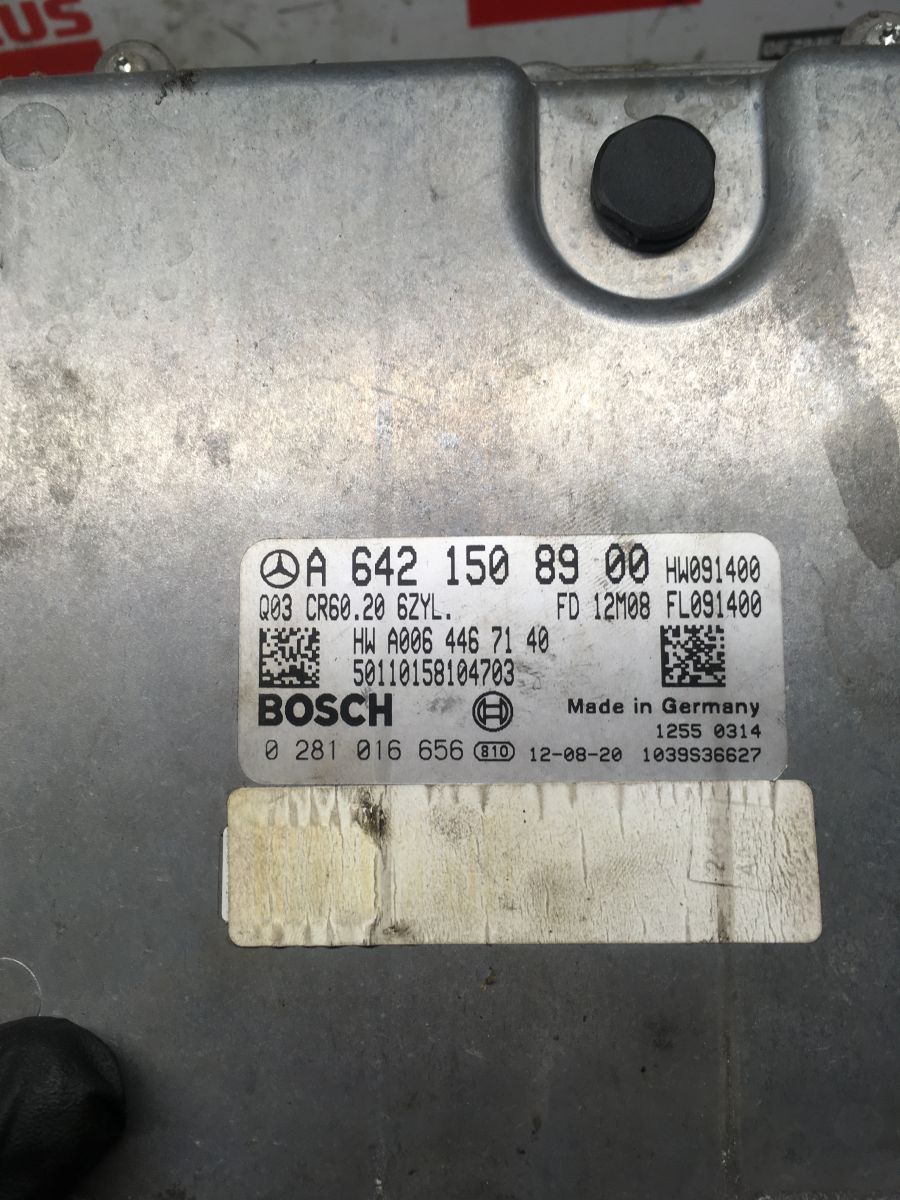 A 642 150 89 00 HW091400
Q03 CR60.20 6ZYL. FD 12M08 FL091400
HW A006 446 71 40
50110158104703
BOSCH Made in Germany
1255 0314
0 281 016 656 810 12-08-20 1039S36627